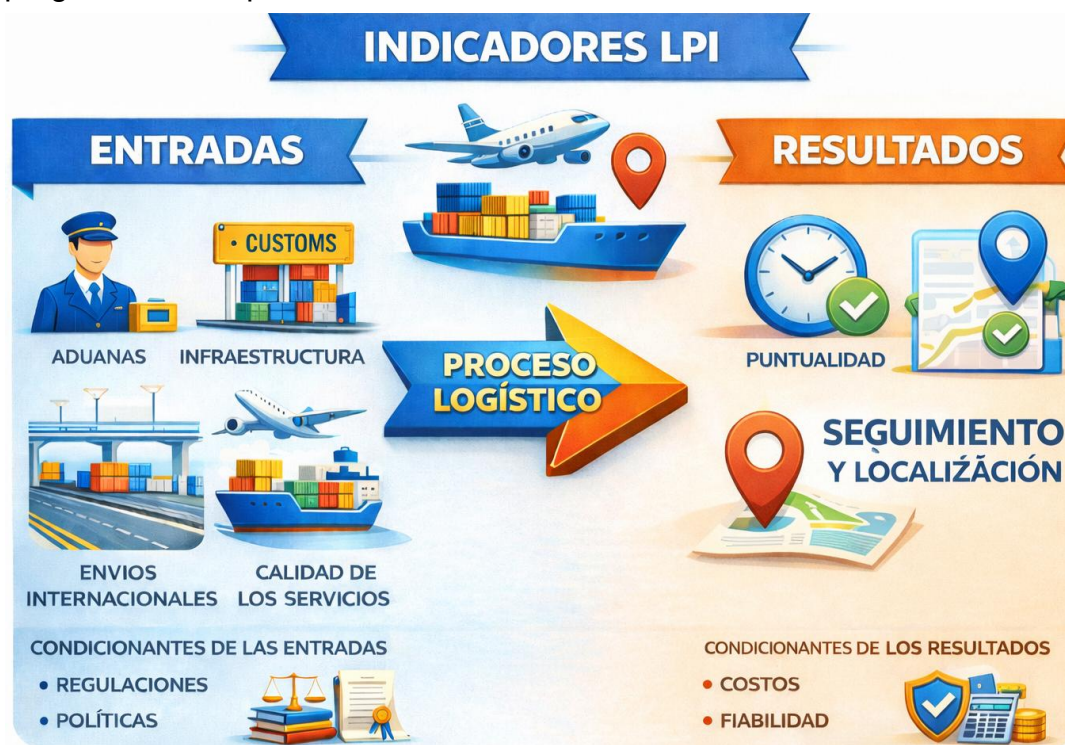 INDICADORES LPI
ENTRADAS
RESULTADOS
CUSTOMS
ADUANAS
INFRAESTRUCTURA
PROCESO
LOGÍSTICO
PUNTUALIDAD
SEGUIMIENTO
Y LOCALIŹÃCIÓN
ENVIOS
INTERNACIONALES
CALIDAD DE
LOS SERVICIOS
CONDICIONANTES DE LAS ENTRADAS
• REGULACIONES
• POLÍTICAS
CONDICIONANTES DE LOS RESULTADOS
• COSTOS
• FIABILIDAD